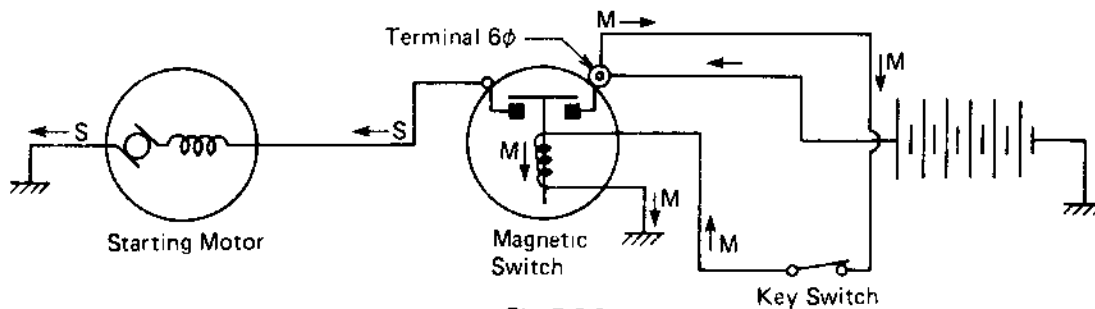 M
Terminal 6ϕ
M
S
S
M
M
M
Starting Motor
Magnetic
Switch
Key Switch